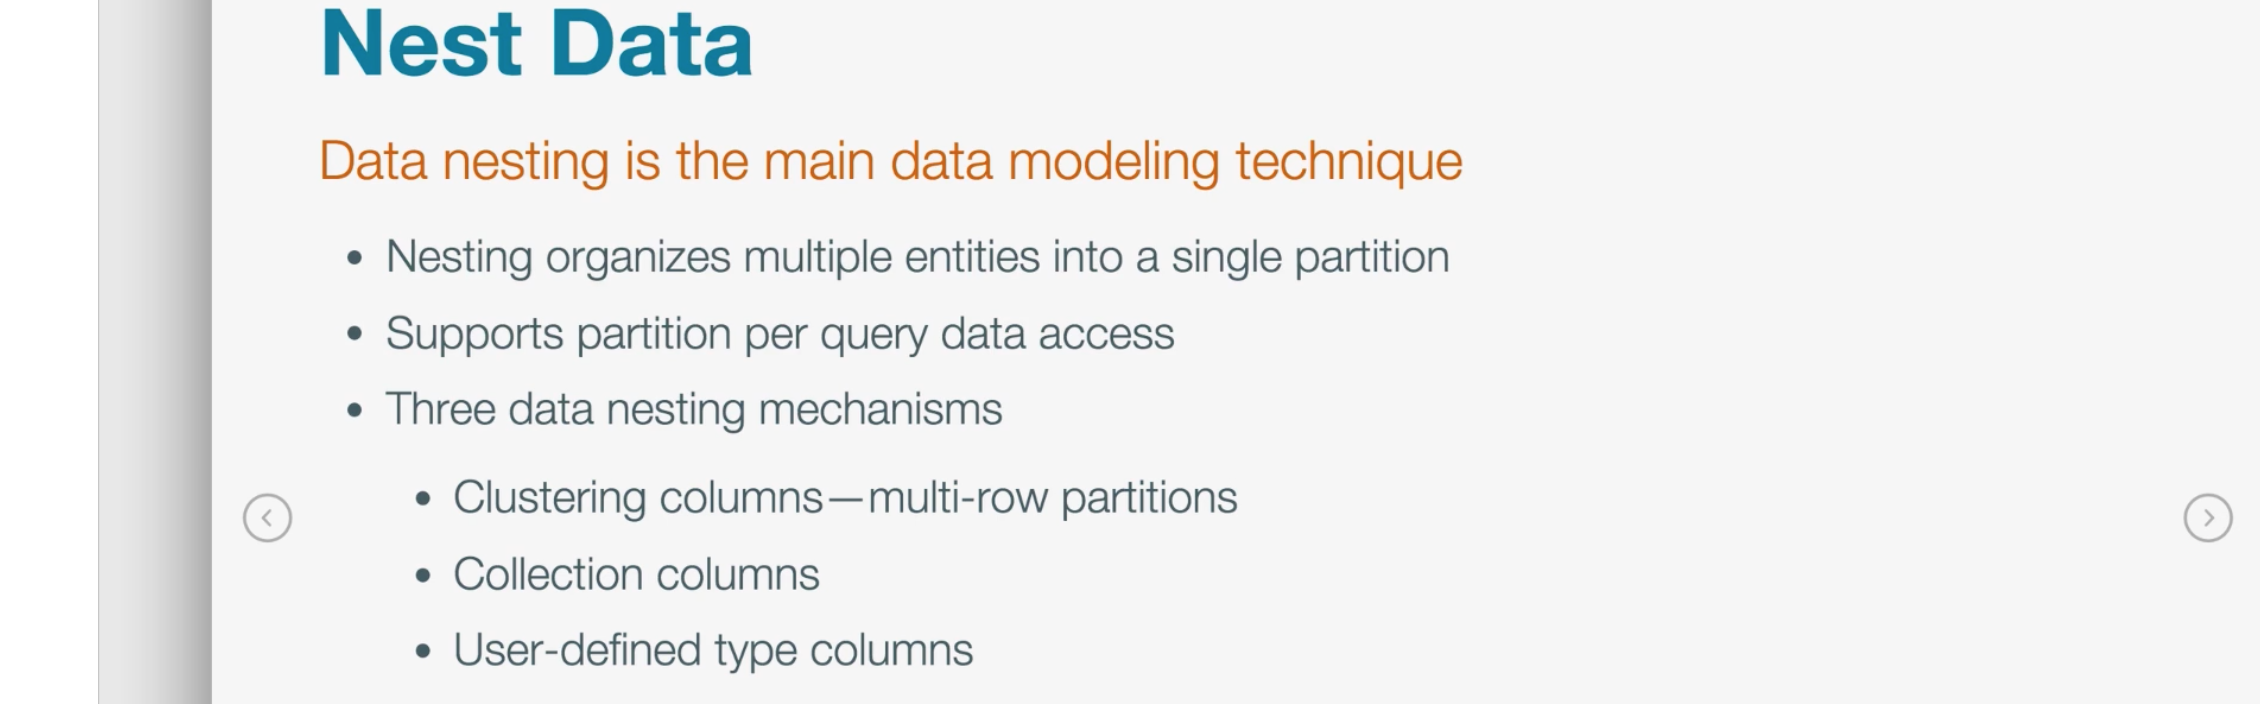 Nest Data
Data nesting is the main data modeling technique
• Nesting organizes multiple entities into a single partition
• Supports partition per query data access
• Three data nesting mechanisms
• Clustering columns—multi-row partitions
• Collection columns
• User-defined type columns